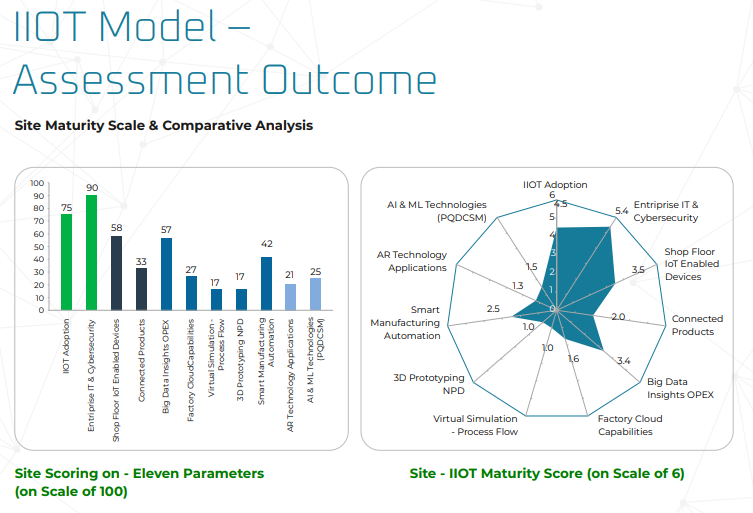 IIOT Model –
Assessment Outcome
Site Maturity Scale & Comparative Analysis
100
90
80
70
60
50
40
30
20
10
0
75
90
58
33
57
27
17
17
42
21
25
IIOT Adoption
Entriprise IT & Cybersecurity
Shop Floor IoT Enabled Devices
Connected Products
Big Data Insights OPEX
Factory CloudCapabilities
Virtual Simulation -
Process Flow
3D Prototyping NPD
Smart Manufacturing
Automation
AR Technology Applications
AI & ML Technologies
(PQDCSM)
Site Scoring on - Eleven Parameters
(on Scale of 100)
IIOT Adoption
6
5
4
3
2
1
0
4.5
5.4
Entriprise IT &
Cybersecurity
3.5
Shop Floor
IoT Enabled
Devices
2.0
Connected
Products
3.4
Big Data
Insights OPEX
1.6
Factory Cloud
Capabilities
1.0
Virtual Simulation
- Process Flow
1.0
3D Prototyping
NPD
2.5
Smart
Manufacturing
Automation
1.3
AR Technology
Applications
1.5
AI & ML Technologies
(PQDCSM)
Site - IIOT Maturity Score (on Scale of 6)